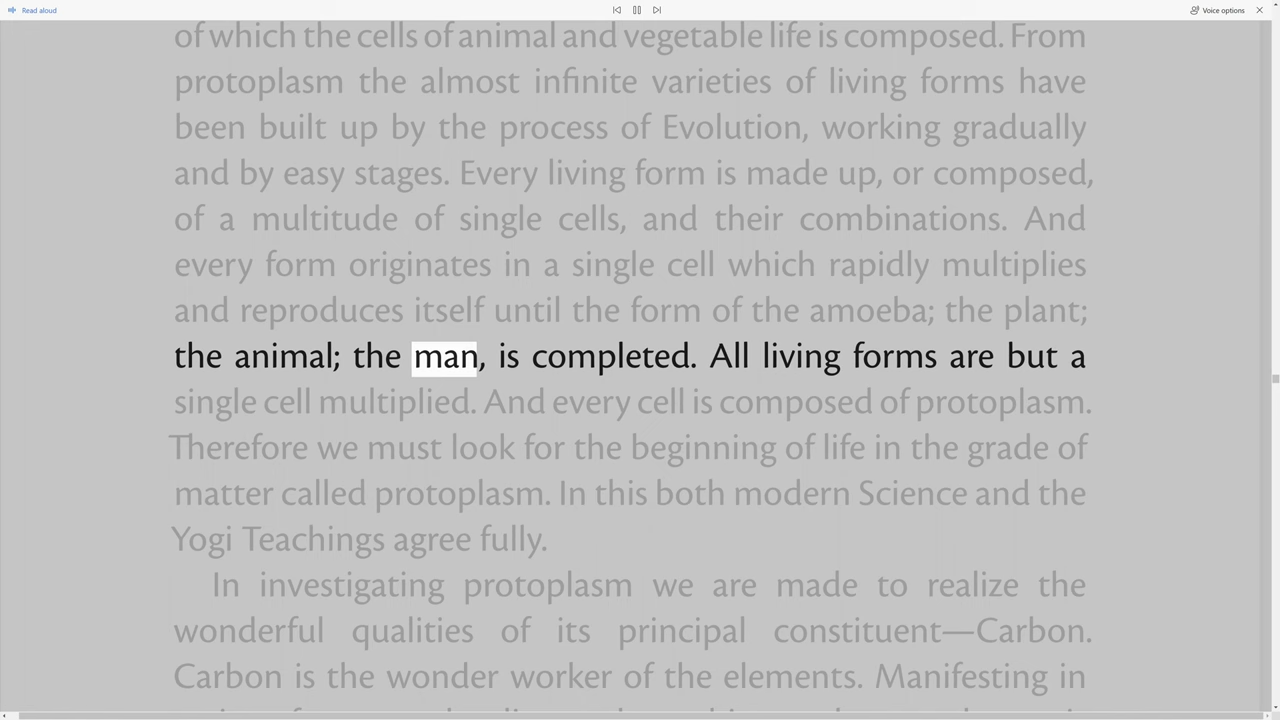 Read aloud
Voice options
of which the cells of animal and vegetable life is composed. From
protoplasm the almost infinite varieties of living forms have
been built up by the process of Evolution, working gradually
and by easy stages. Every living form is made up, or composed,
of a multitude of single cells, and their combinations. And
every form originates in a single cell which rapidly multiplies
and reproduces itself until the form of the amoeba; the plant;
the animal; the man, is completed. All living forms are but a
single cell multiplied. And every cell is composed of protoplasm.
Therefore we must look for the beginning of life in the grade of
matter called protoplasm. In this both modern Science and the
Yogi Teachings agree fully.
In investigating protoplasm we are made to realize the
wonderful qualities of its principal constituent—Carbon.
Carbon is the wonder worker of the elements. Manifesting in